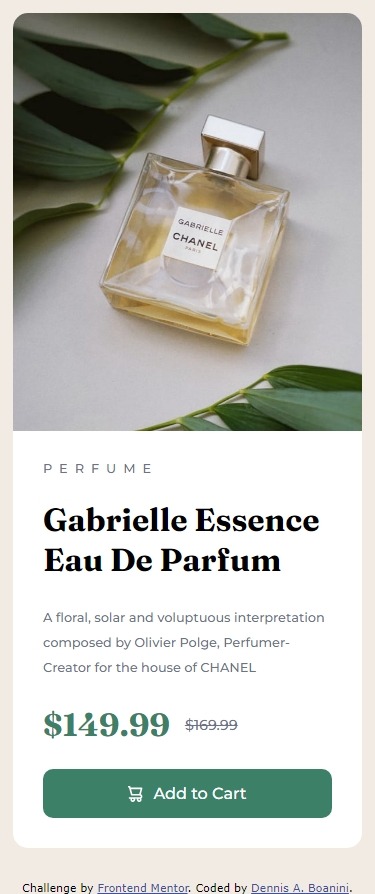 GABRIELLE
CHANEL
PARIS
PERFUME
Gabrielle Essence
Eau De Parfum
A floral, solar and voluptuous interpretation
composed by Olivier Polge, Perfumer-
Creator for the house of CHANEL
$149.99 $169.99
Add to Cart
Challenge by Frontend Mentor. Coded by Dennis A. Boanini.